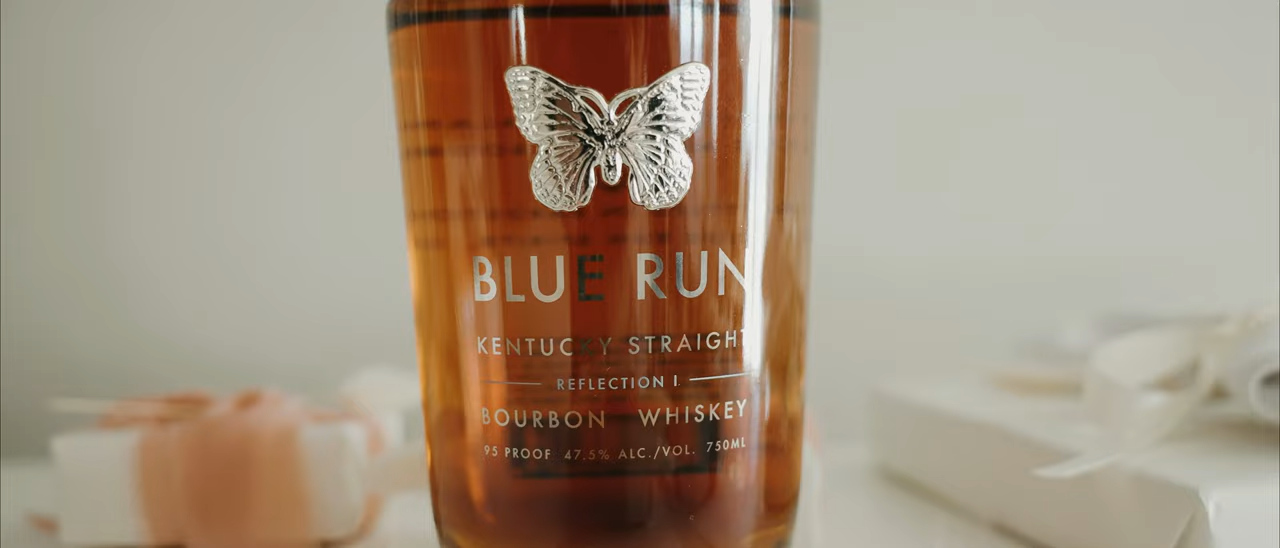 BLUE RUN
KENTUCKY STRAIGHT
REFLECTION I
BOURBON WHISKEY
95 PROOF 47.5% ALC./VOL. 750ML